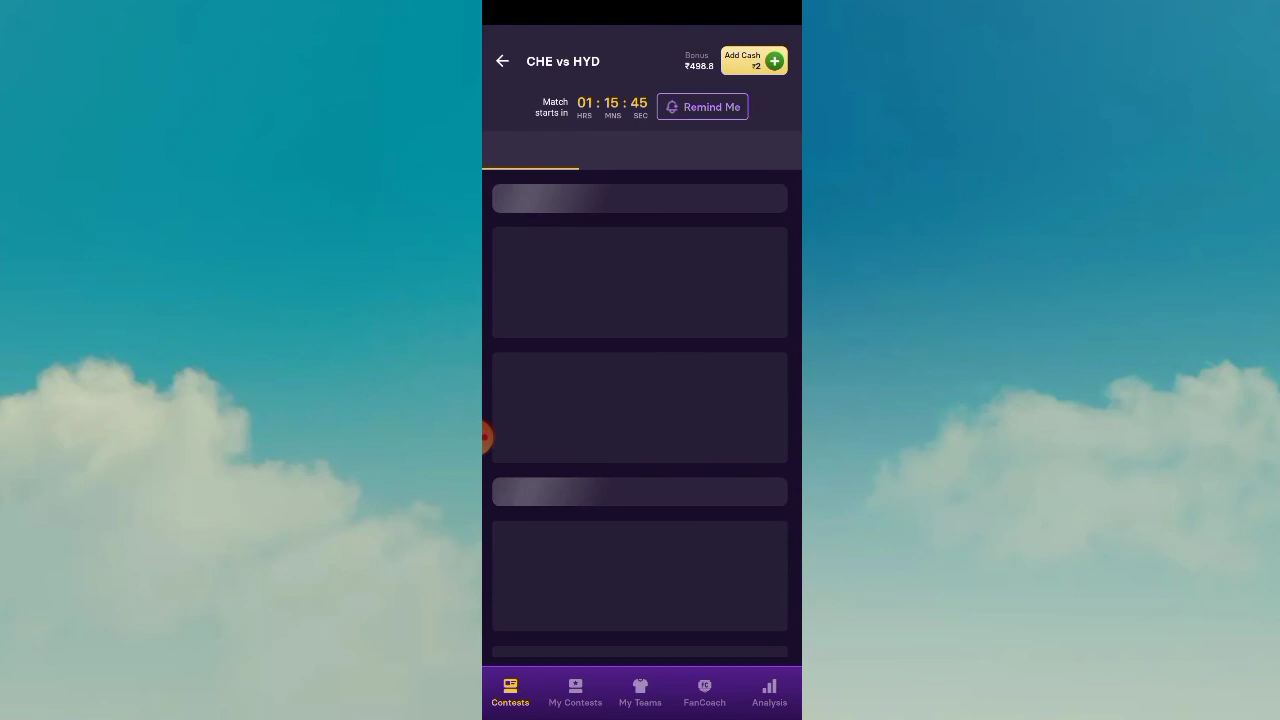 CHE vs HYD
Bonus
₹498.8
Add Cash
₹2
Match
starts in
01 : 15 : 45
HRS MNS SEC
Remind Me
Contests
My Contests
My Teams
FC
FanCoach
Analysis